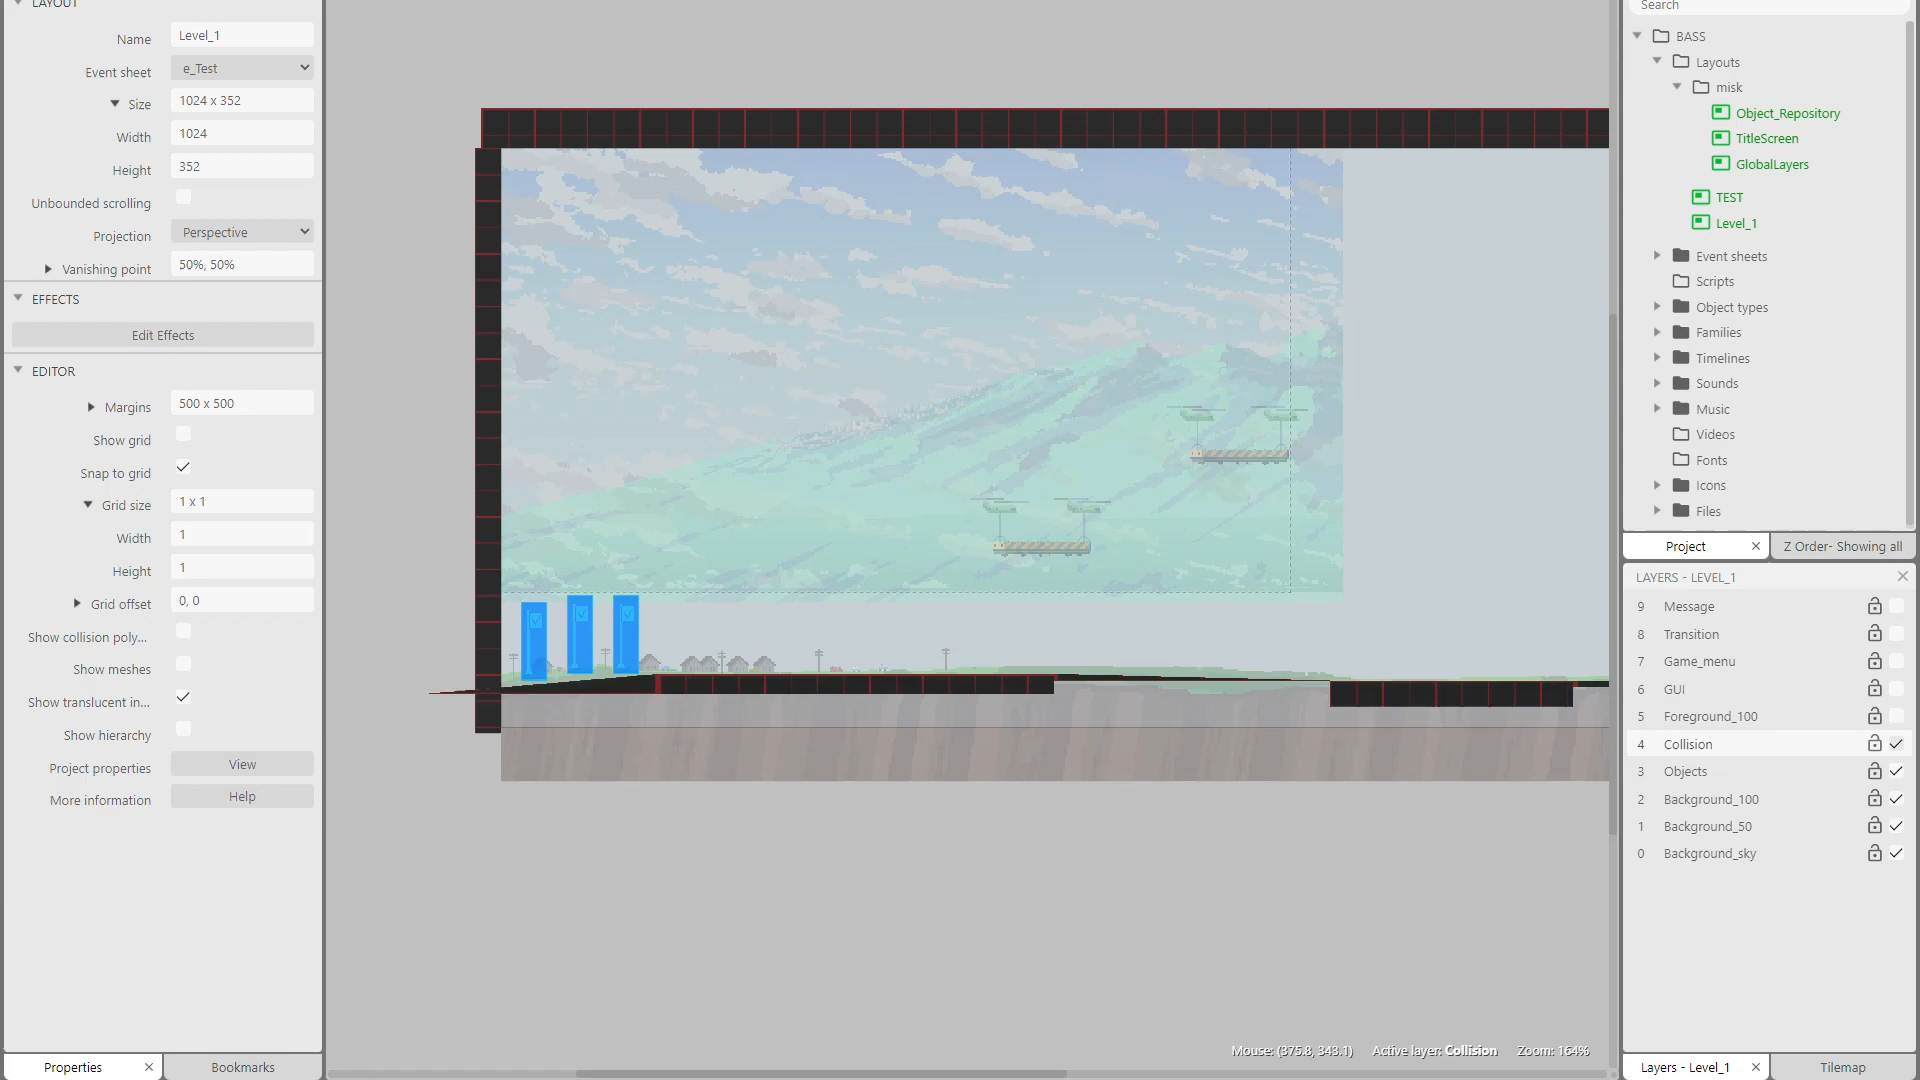 LAYOUT
Name Level_1
Event sheet e_Test
Size 1024 x 352
Width 1024
Height 352
Unbounded scrolling
Projection Perspective
Vanishing point 50%, 50%
EFFECTS
Edit Effects
EDITOR
Margins 500 x 500
Show grid
Snap to grid
Grid size 1 x 1
Width 1
Height 1
Grid offset 0, 0
Show collision poly...
Show meshes
Show translucent in...
Show hierarchy
Project properties View
More information Help
Properties
Bookmarks
Mouse: (375.8, 343.1) Active layer: Collision Zoom: 164%
Search
BASS
Layouts
misk
Object_Repository
TitleScreen
GlobalLayers
TEST
Level_1
Event sheets
Scripts
Object types
Families
Timelines
Sounds
Music
Videos
Fonts
Icons
Files
Project
Z Order- Showing all
LAYERS - LEVEL_1
9 Message
8 Transition
7 Game_menu
6 GUI
5 Foreground_100
4 Collision
3 Objects
2 Background_100
1 Background_50
0 Background_sky
Layers - Level_1
Tilemap